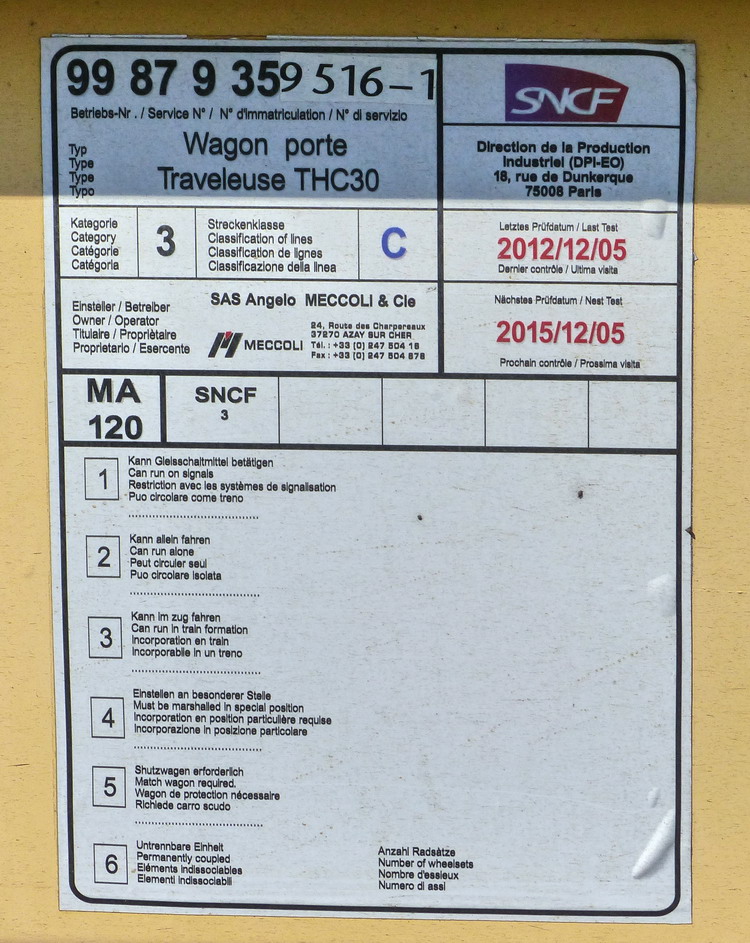 99 87 9 359 516-1
Betriebs-Nr . / Service N° / N° d'immatriculation / N° di servizio
Typ
Type
Type
Typo
Wagon porte
Traveleuse THC30
SNCF
Direction de la Production
Industriel (DPI-EO)
18, rue de Dunkerque
75008 Paris
Kategorie
Category
Catégorie
Catégoria
3
Streckenklasse
Classification of lines
Classification de lignes
Classificazione della linea
C
Letztes Prüfdatum / Last Test
2012/12/05
Dernier contrôle / Ultima visita
Einsteller / Betreiber
Owner / Operator
Titulaire / Propriètaire
Proprietario / Esercente
SAS Angelo MECCOLI & Cie
MECCOLI
24, Route des Charpereaux
37270 AZAY SUR CHER
Tél. : +33 (0) 247 504 18
Fax : +33 (0) 247 504 878
Nächstes Prüfdatum / Nest Test
2015/12/05
Prochain contrôle / Prossima visita
MA
120
SNCF
3
1
Kann Gleisschaltmittel betätigen
Can run on signals
Restriction avec les systèmes de signalisation
Puo circolare come treno
2
Kann allein fahren
Can run alone
Peut circuler seul
Puo circolare isolata
3
Kann im zug fahren
Can run in train formation
Incorporation en train
Incorporabile in un treno
4
Einstellen an besonderer Stelle
Must be marshalled in special position
Incorporation en position particulière requise
Incorporazione in posizione particolare
5
Shutzwagen erforderlich
Match wagon required.
Wagon de protection nécessaire
Richiede carro scudo
6
Untrennbare Einheit
Permanently coupled
Eléments indissociables
Elementi indissociabili
Anzahl Radsätze
Number of wheelsets
Nombre d'essieux
Numero di assi